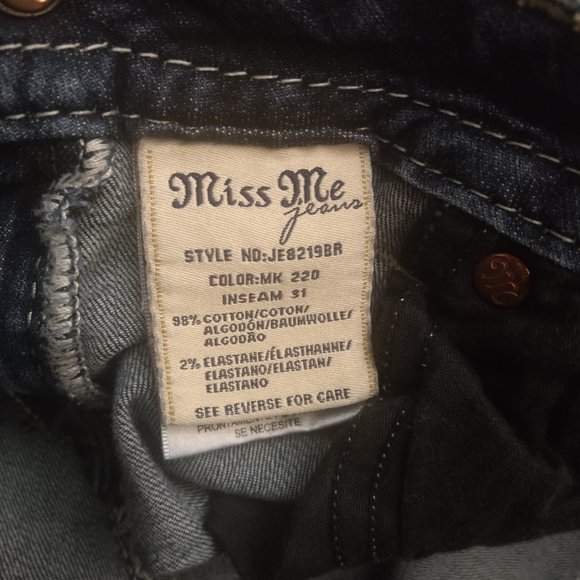 Miss Me
jeans
STYLE NO:JE8219BR
COLOR:MK 220
INSEAM 31
98% COTTON/COTON/
ALGODÓN/BAUMWOLLE/
ALGODÃO
2% ELASTANE/ÉLASTHANNE/
ELASTANO/ELASTAN/
ELASTANO
SEE REVERSE FOR CARE
SE NECESITE